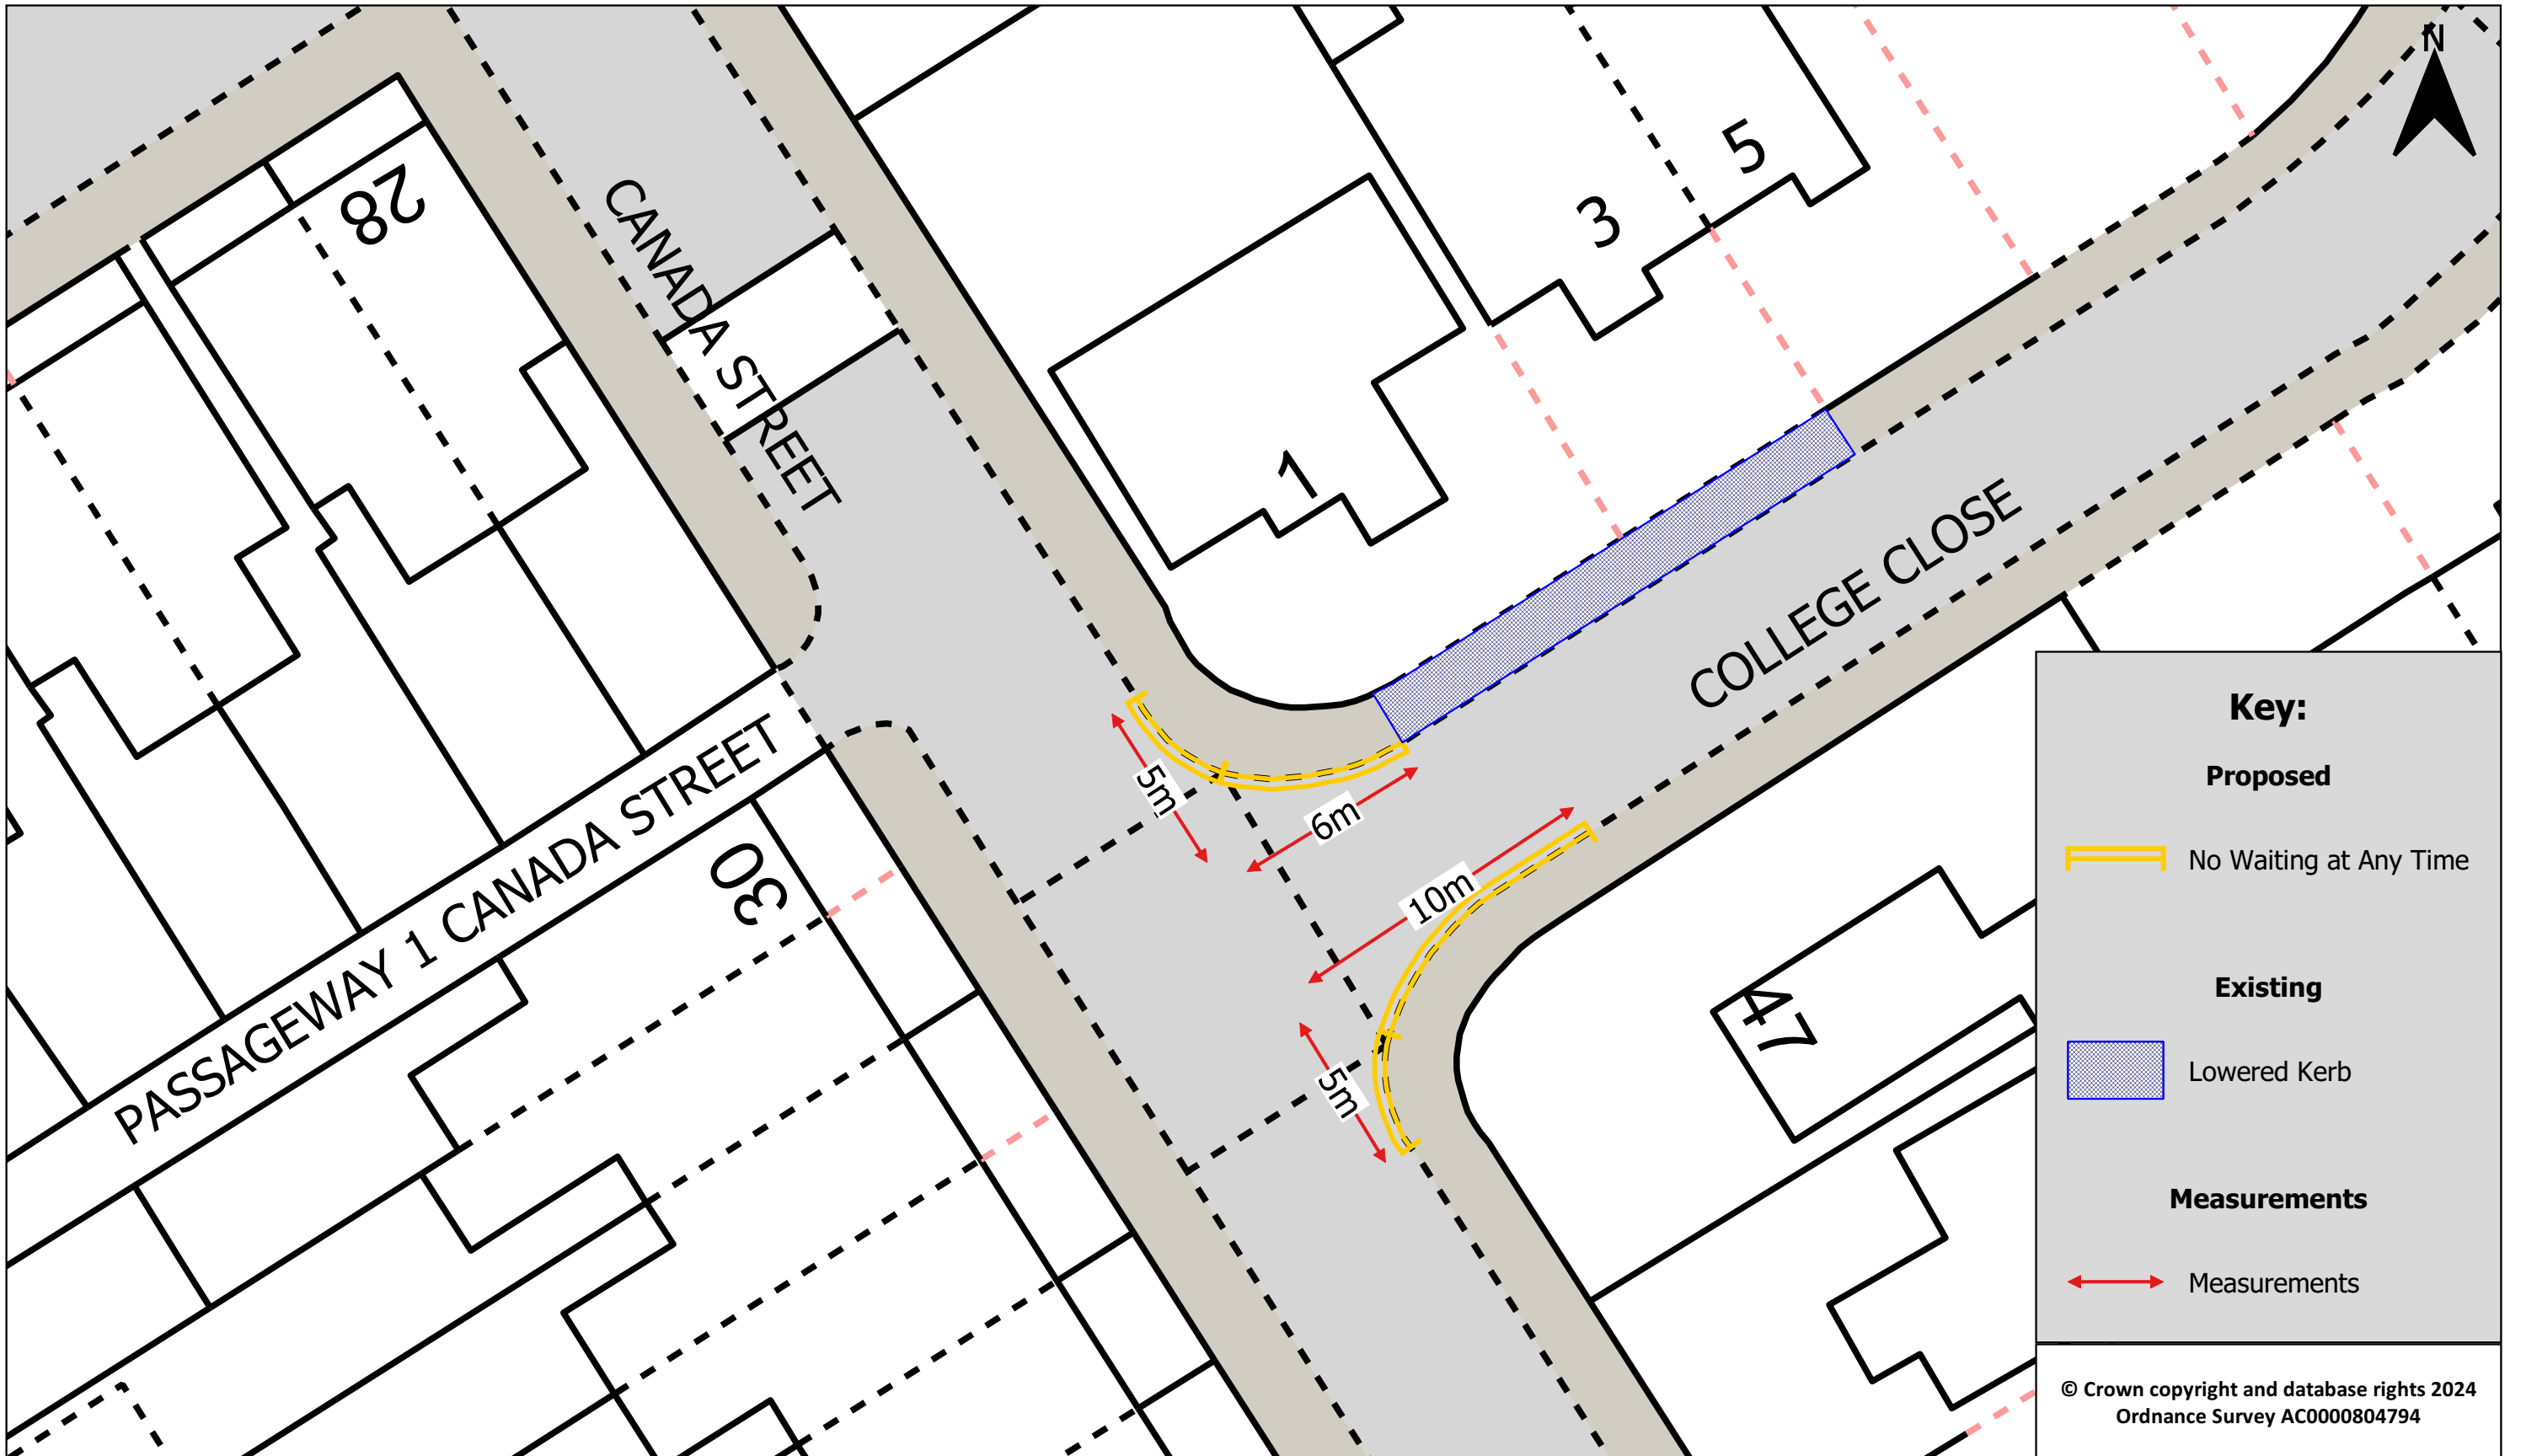 N
28
CANADA STREET
5
3
1
COLLEGE CLOSE
5m
6m
10m
5m
PASSAGEWAY 1 CANADA STREET
30
47
Key:
Proposed
No Waiting at Any Time
Existing
Lowered Kerb
Measurements
Measurements
© Crown copyright and database rights 2024
Ordnance Survey AC0000804794